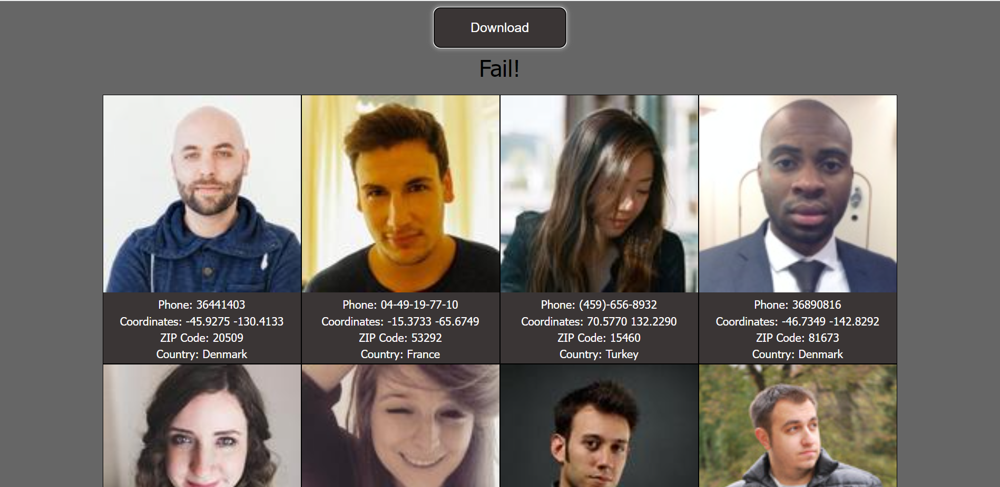 Download
Fail!
Phone: 36441403
Coordinates: -45.9275 -130.4133
ZIP Code: 20509
Country: Denmark
Phone: 04-49-19-77-10
Coordinates: -15.3733 -65.6749
ZIP Code: 53292
Country: France
Phone: (459)-656-8932
Coordinates: 70.5770 132.2290
ZIP Code: 15460
Country: Turkey
Phone: 36890816
Coordinates: -46.7349 -142.8292
ZIP Code: 81673
Country: Denmark